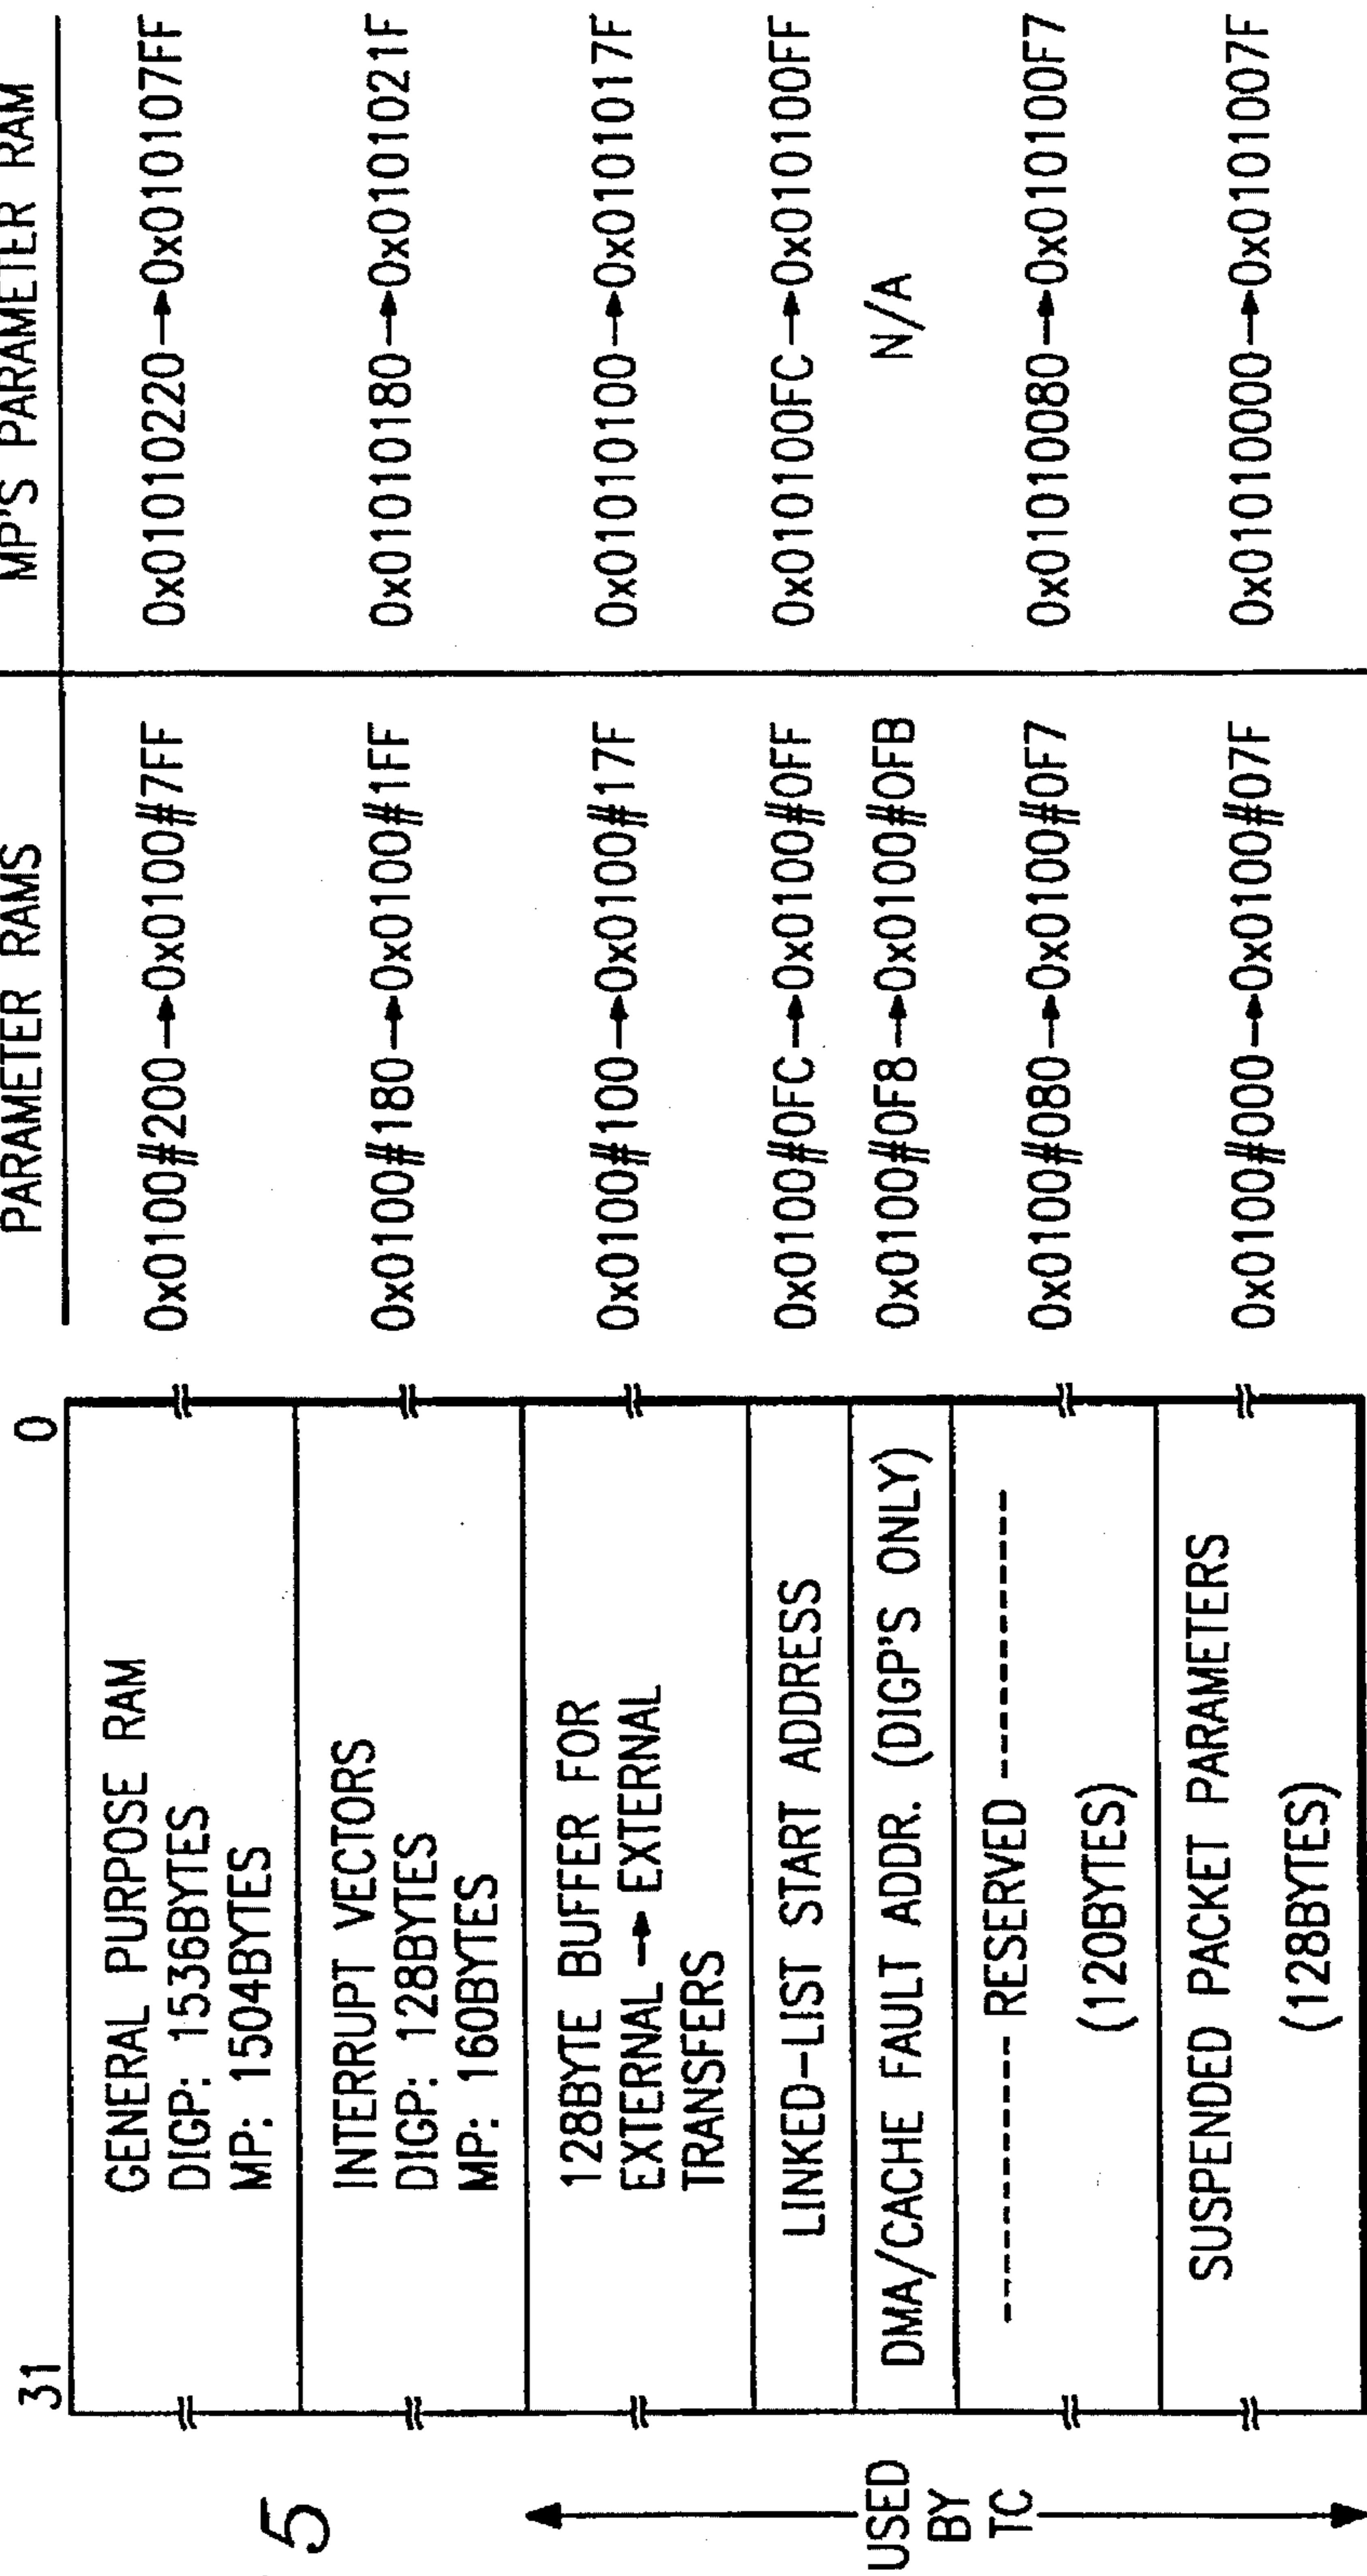 31
0
PARAMETER RAMS
MP'S PARAMETER RAM
GENERAL PURPOSE RAM
DIGP: 1536BYTES
MP: 1504BYTES
0x0100#200→0x0100#7FF
0x01010220→0x010107FF
INTERRUPT VECTORS
DIGP: 128BYTES
MP: 160BYTES
0x0100#180→0x0100#1FF
0x01010180→0x0101021F
128BYTE BUFFER FOR
EXTERNAL → EXTERNAL
TRANSFERS
0x0100#100→0x0100#17F
0x01010100→0x0101017F
LINKED-LIST START ADDRESS
0x0100#0FC→0x0100#0FF
0x010100FC→0x010100FF
DMA/CACHE FAULT ADDR. (DIGP'S ONLY)
0x0100#0F8→0x0100#0FB
N/A
---------- RESERVED ----------
(120BYTES)
0x0100#080→0x0100#0F7
0x01010080→0x010100F7
SUSPENDED PACKET PARAMETERS
(128BYTES)
0x0100#000→0x0100#07F
0x01010000→0x0101007F
5
USED
BY
TC